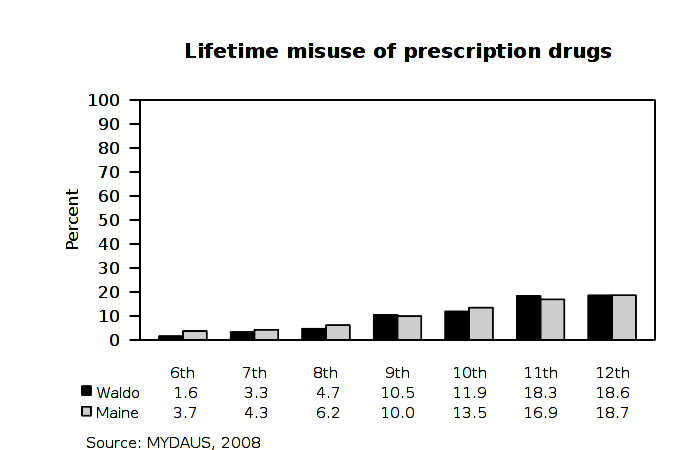 Lifetime misuse of prescription drugs
100
90
80
70
60
50
40
30
20
10
0
Percent
6th 7th 8th 9th 10th 11th 12th
Waldo 1.6 3.3 4.7 10.5 11.9 18.3 18.6
Maine 3.7 4.3 6.2 10.0 13.5 16.9 18.7
Source: MYDAUS, 2008